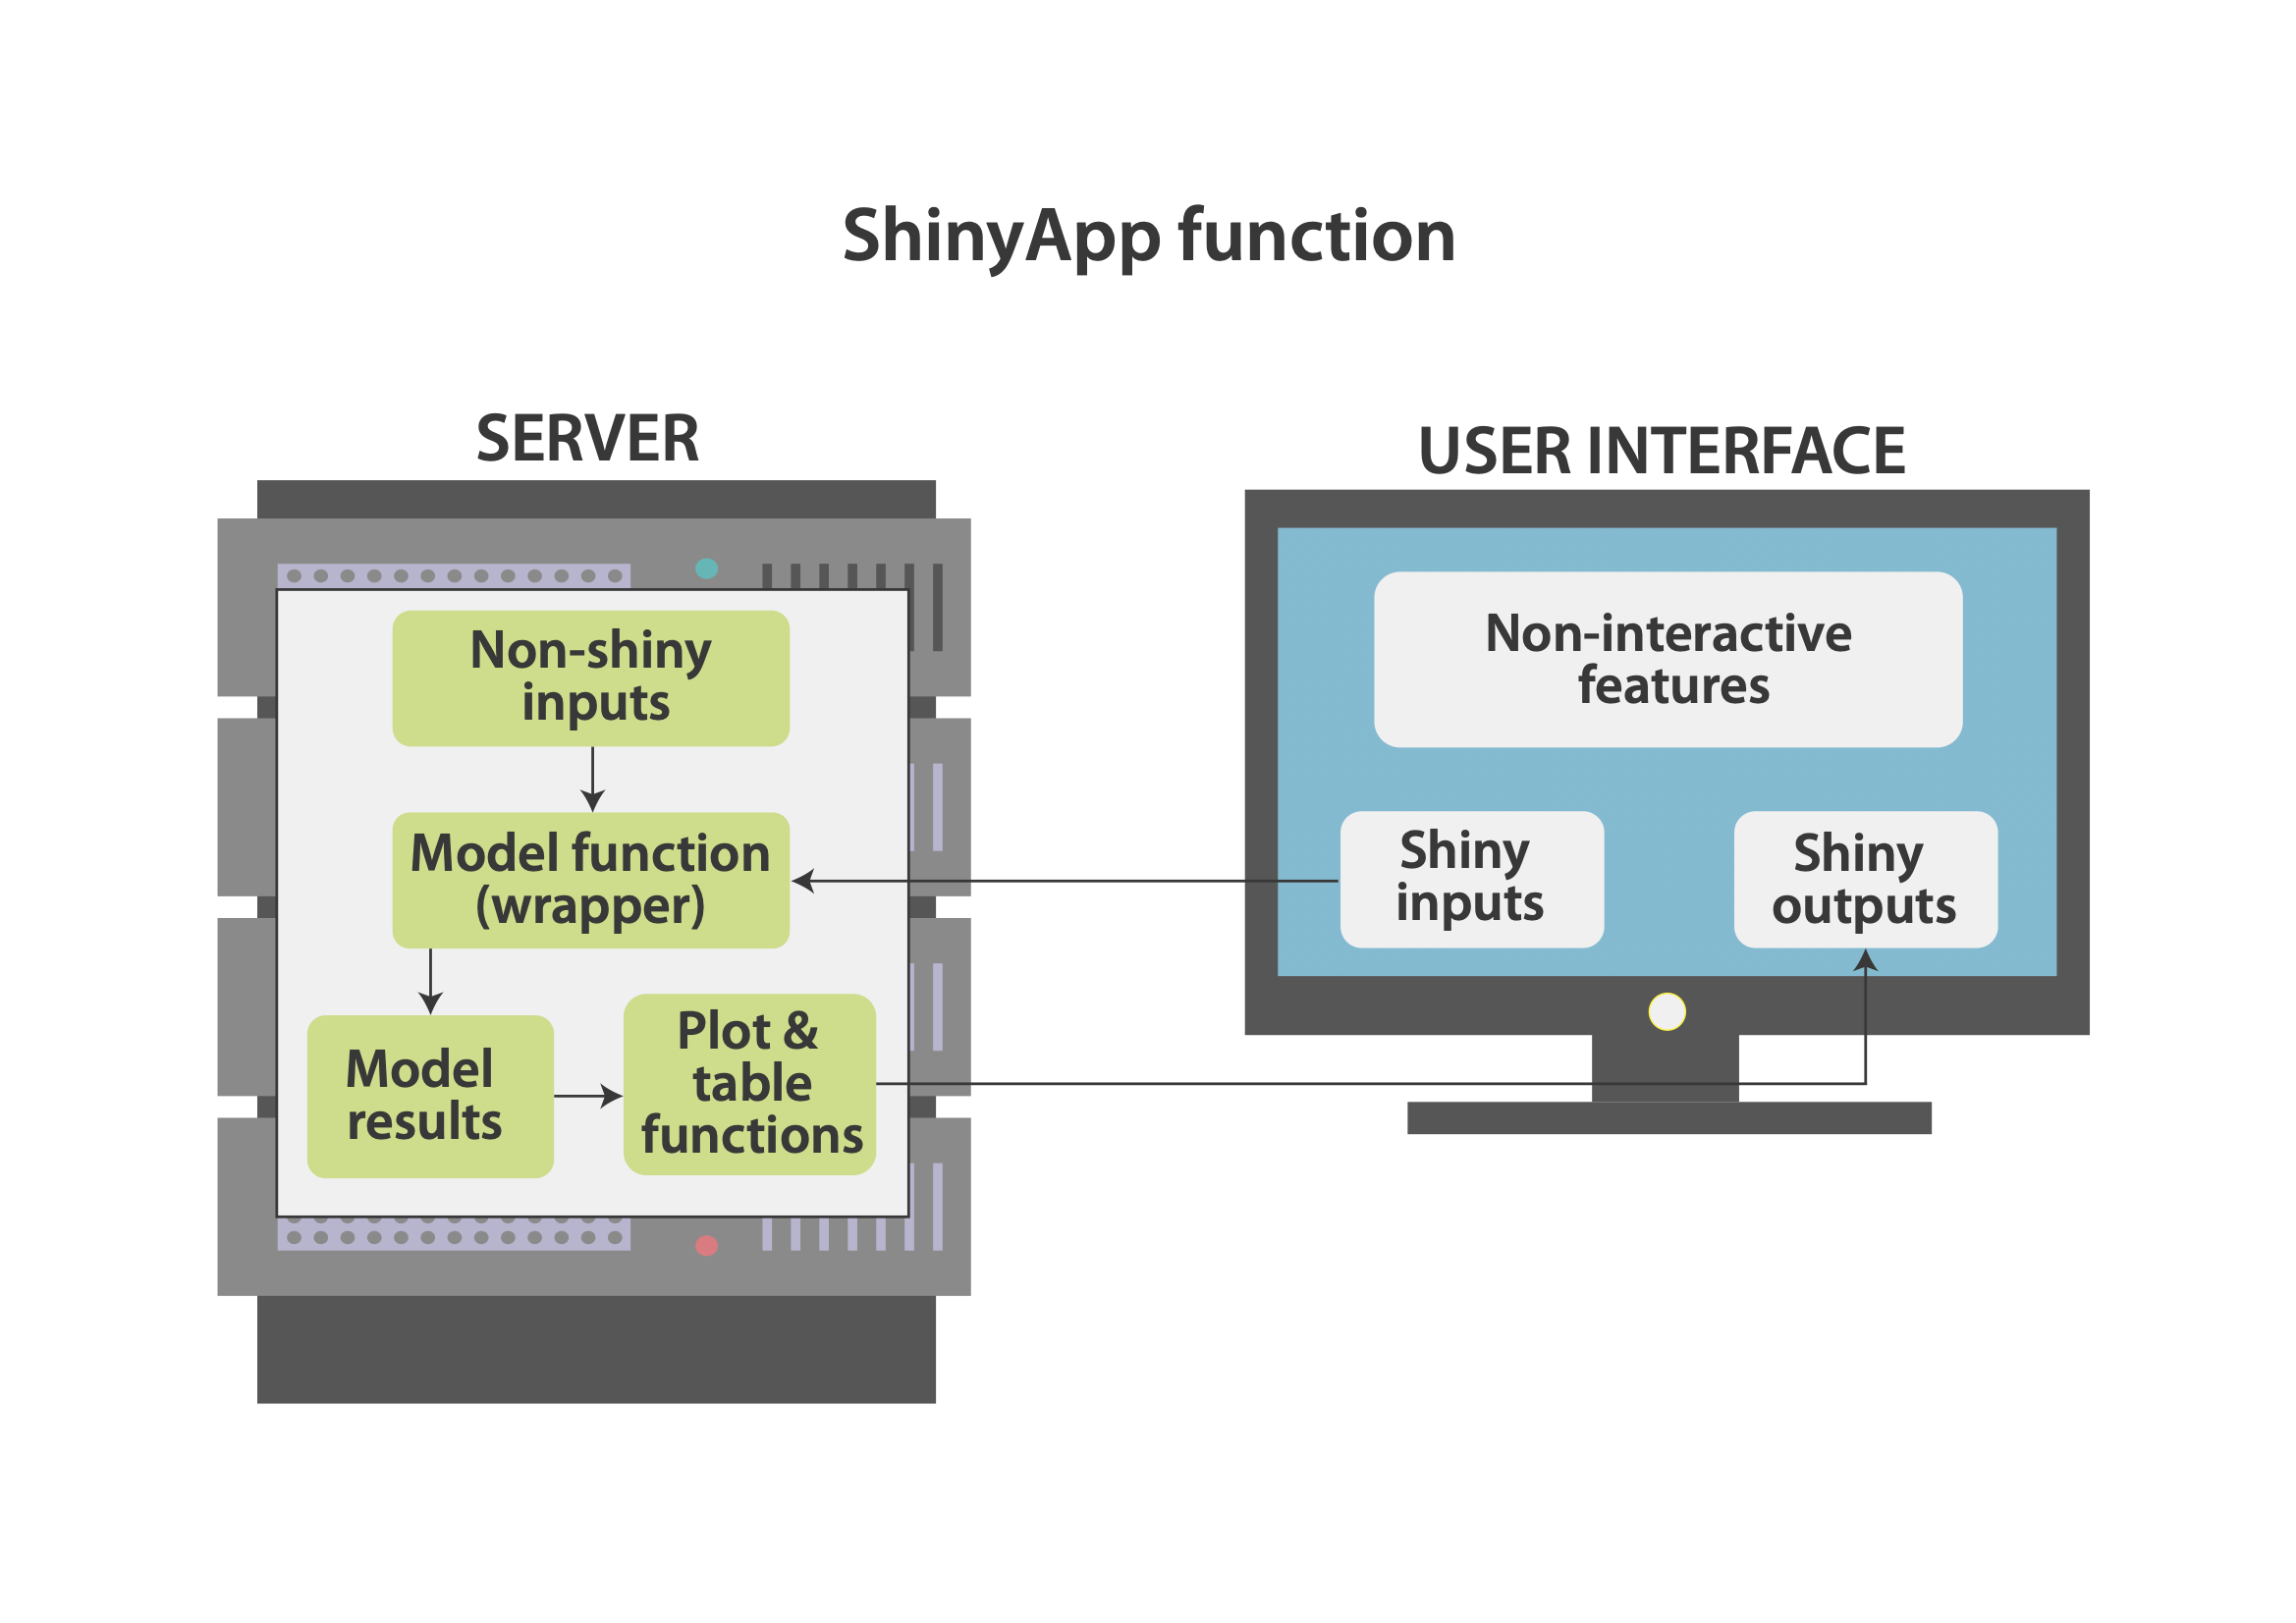 ShinyApp function
SERVER
Non-shiny
inputs
Model function
(wrapper)
Model
results
Plot &
table
functions
USER INTERFACE
Non-interactive
features
Shiny
inputs
Shiny
outputs